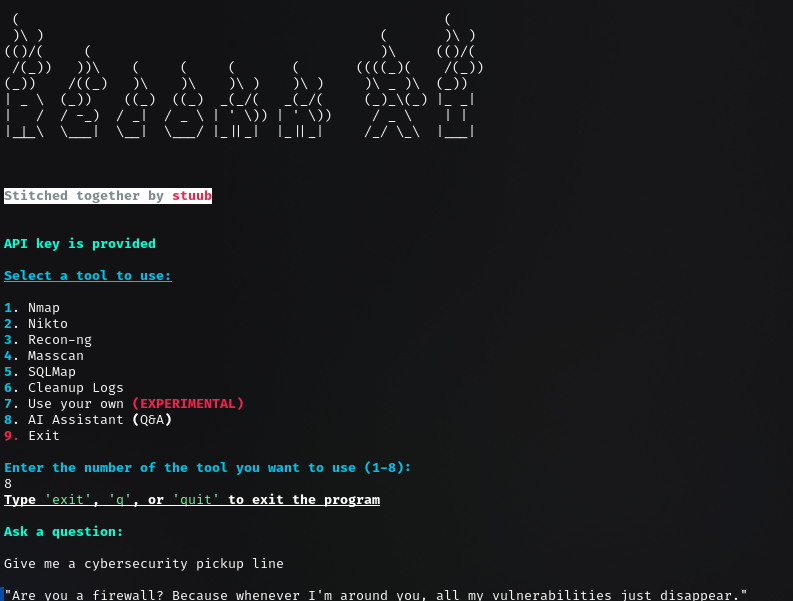 Reconn AI
Stitched together by stuub
API key is provided
Select a tool to use:
1. Nmap
2. Nikto
3. Recon-ng
4. Masscan
5. SQLMap
6. Cleanup Logs
7. Use your own (EXPERIMENTAL)
8. AI Assistant (Q&A)
9. Exit
Enter the number of the tool you want to use (1-8):
8
Type 'exit', 'q', or 'quit' to exit the program
Ask a question:
Give me a cybersecurity pickup line
"Are you a firewall? Because whenever I'm around you, all my vulnerabilities just disappear."